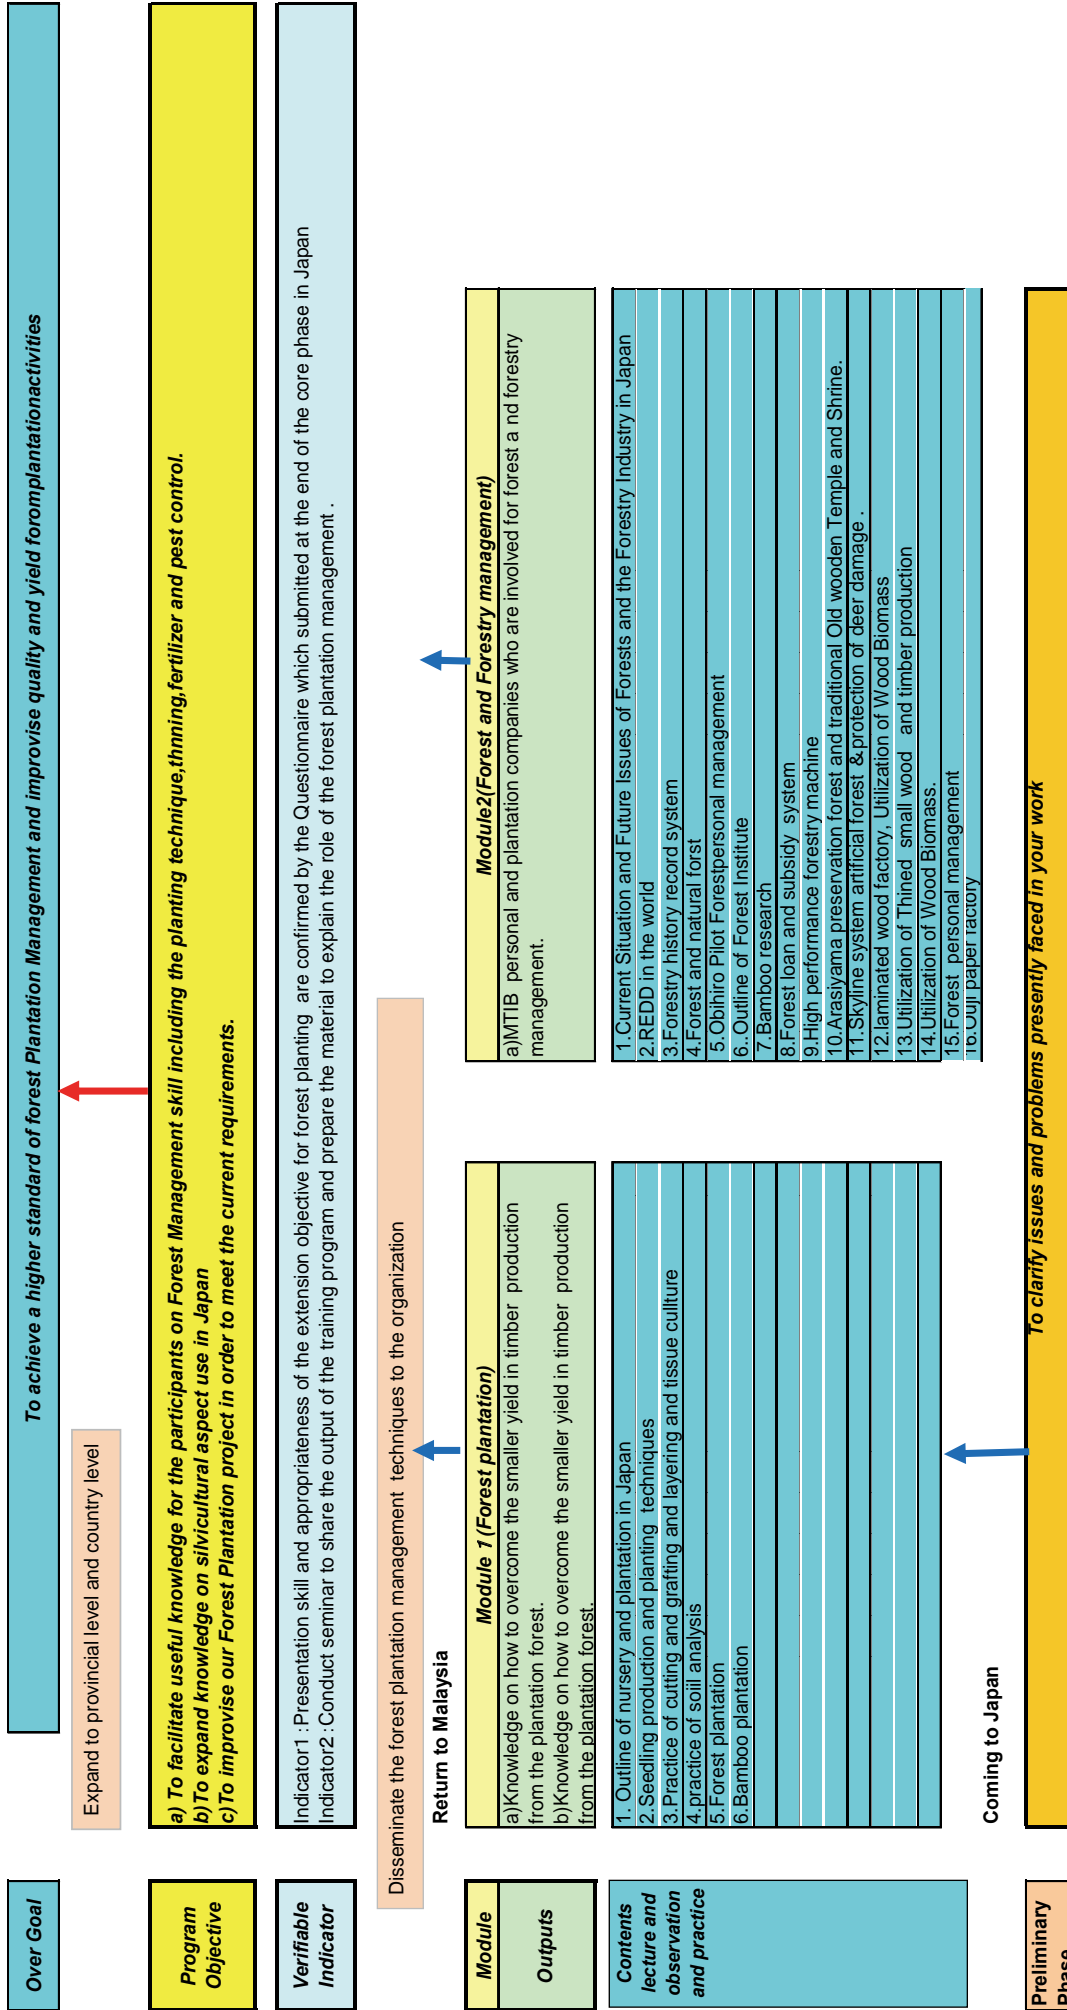 Over Goal
To achieve a higher standard of forest Plantation Management and improvise quality and yield foromplantationactivities
Expand to provincial level and country level
Program
Objective
a) To facilitate useful knowledge for the participants on Forest Management skill including the planting technique,thnning,fertilizer and pest control.
b)To expand knowledge on silvicultural aspect use in Japan
c)To improvise our Forest Plantation project in order to meet the current requirements.
Verifiable
Indicator
Indicator1 :Presentation skill and appropriateness of the extension objective for forest planting are confirmed by the Questionnaire which submitted at the end of the core phase in Japan
Indicator2 :Conduct seminar to share the output of the training program and prepare the material to explain the role of the forest plantation management .
Disseminate the forest plantation management techniques to the organization
Return to Malaysia
Module
Module 1 (Forest plantation)
Module2(Forest and Forestry management)
Outputs
a)Knowledge on how to overcome the smaller yield in timber production
from the plantation forest.
b)Knowledge on how to overcome the smaller yield in timber production
from the plantation forest.
a)MTIB personal and plantation companies who are involved for forest a nd forestry
management.
Contents
lecture and
observation
and practice
1. Outline of nursery and plantation in Japan
2.Seedling production and planting techniques
3.Practice of cutting and grafting and layering and tissue culture
4.practice of soiil analysis
5.Forest plantation
6.Bamboo plantation
1.Current Situation and Future Issues of Forests and the Forestry Industry in Japan
2.REDD in the world
3.Forestry history record system
4.Forest and natural forst
5.Obihiro Pilot Forestpersonal management
6..Outline of Forest Institute
7.Bamboo research
8.Forest loan and subsidy system
9.High performance forestry machine
10.Arasiyama preservation forest and traditional Old wooden Temple and Shrine.
11.Skyline system artificial forest &protection of deer damage .
12.laminated wood factory, Utilization of Wood Biomass
13.Utilization of Thined small wood and timber production
14.Utilization of Wood Biomass.
15.Forest personal management
16.Ouji paper factory
Coming to Japan
Preliminary
Phase
To clarify issues and problems presently faced in your work